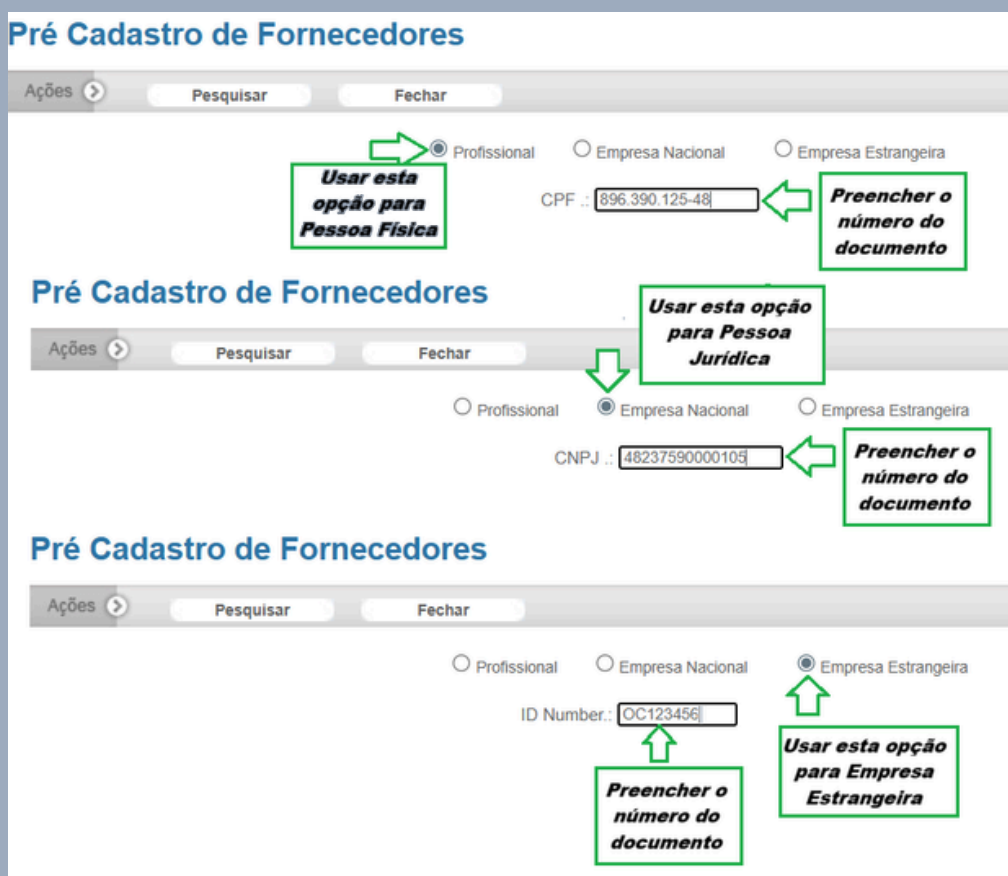 Pré Cadastro de Fornecedores
Ações
Pesquisar
Fechar
Profissional
Empresa Nacional
Empresa Estrangeira
Usar esta
opção para
Pessoa Física
CPF .: 896.390.125-48
Preencher o
número do
documento
Pré Cadastro de Fornecedores
Usar esta opção
para Pessoa
Jurídica
Ações
Pesquisar
Fechar
Profissional
Empresa Nacional
Empresa Estrangeira
CNPJ .: 48237590000105
Preencher o
número do
documento
Pré Cadastro de Fornecedores
Ações
Pesquisar
Fechar
Profissional
Empresa Nacional
Empresa Estrangeira
ID Number.: OC123456
Preencher o
número do
documento
Usar esta opção
para Empresa
Estrangeira